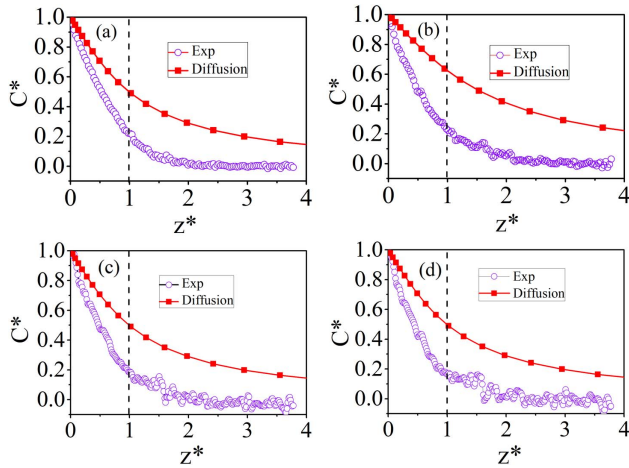 1.0
0.8
0.6
0.4
0.2
0.0
C*
(a)
Exp
Diffusion
0 1 2 3 4
z*
1.0
0.8
0.6
0.4
0.2
0.0
C*
(b)
Exp
Diffusion
0 1 2 3 4
z*
1.0
0.8
0.6
0.4
0.2
0.0
C*
(c)
Exp
Diffusion
0 1 2 3 4
z*
1.0
0.8
0.6
0.4
0.2
0.0
C*
(d)
Exp
Diffusion
0 1 2 3 4
z*